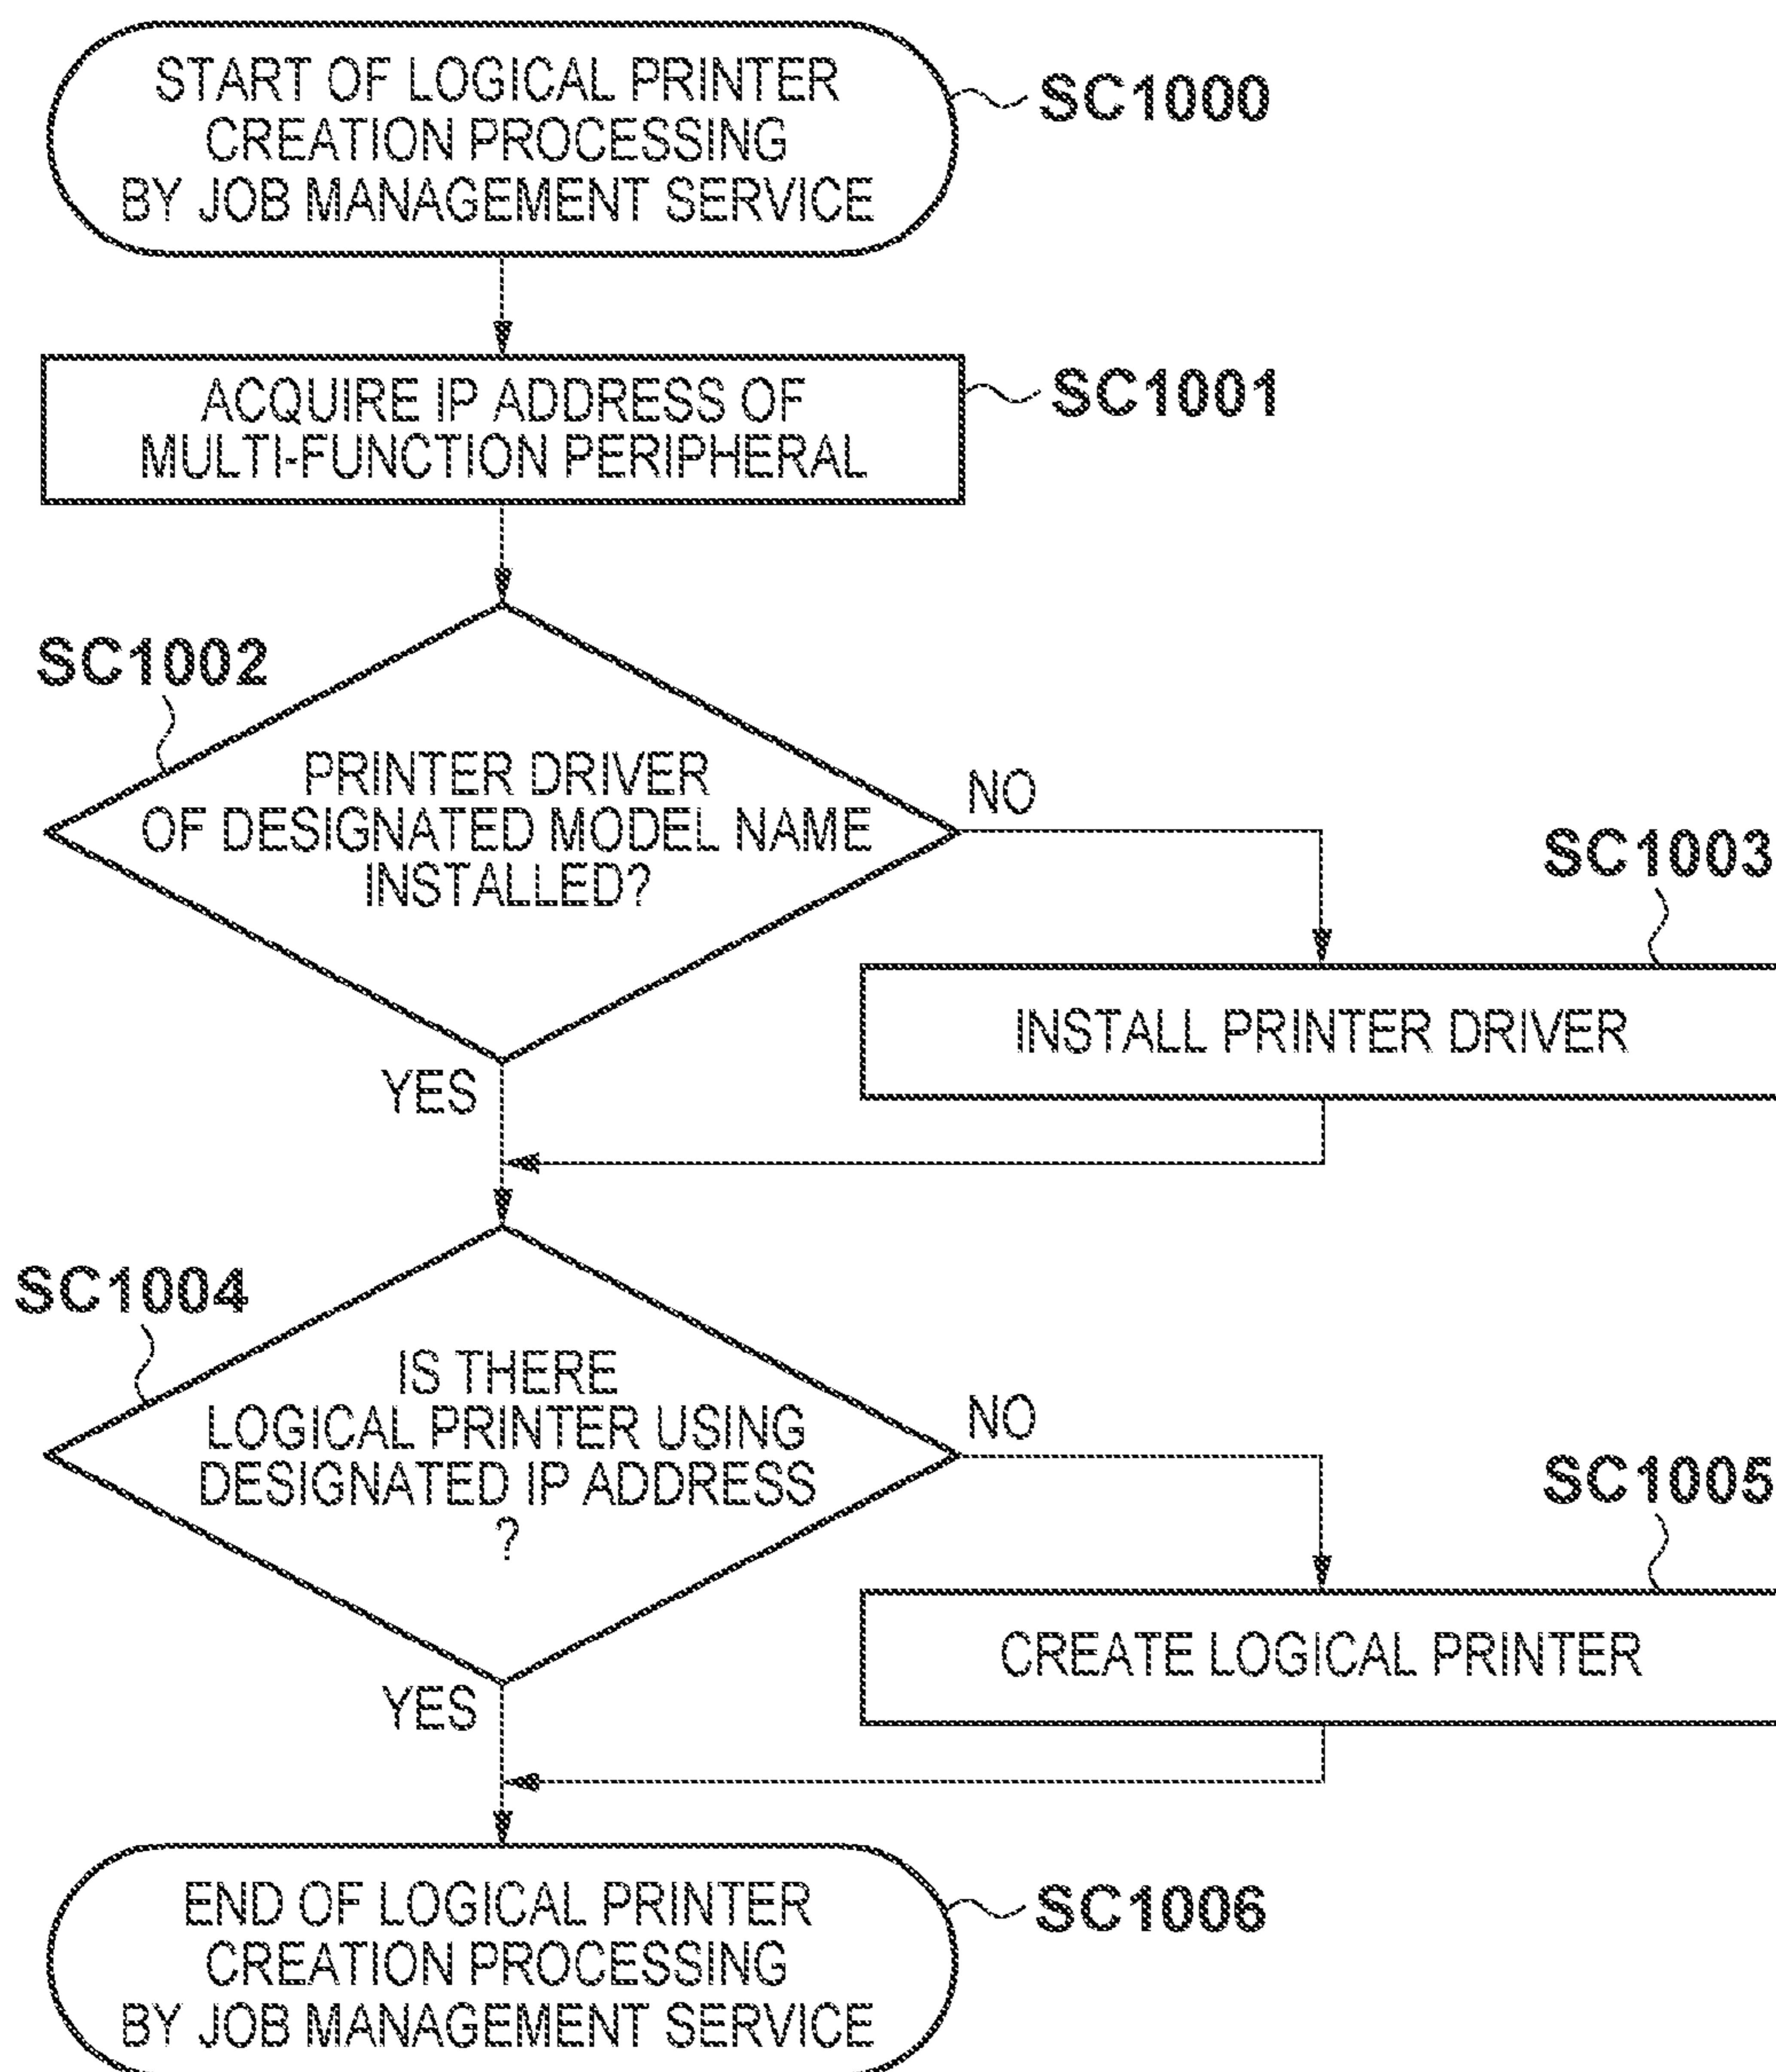 START OF LOGICAL PRINTER
CREATION PROCESSING
BY JOB MANAGEMENT SERVICE
SC1000
ACQUIRE IP ADDRESS OF
MULTI-FUNCTION PERIPHERAL
SC1001
SC1002
PRINTER DRIVER
OF DESIGNATED MODEL NAME
INSTALLED?
NO
SC1003
INSTALL PRINTER DRIVER
YES
SC1004
IS THERE
LOGICAL PRINTER USING
DESIGNATED IP ADDRESS
?
NO
SC1005
CREATE LOGICAL PRINTER
YES
END OF LOGICAL PRINTER
CREATION PROCESSING
BY JOB MANAGEMENT SERVICE
SC1006